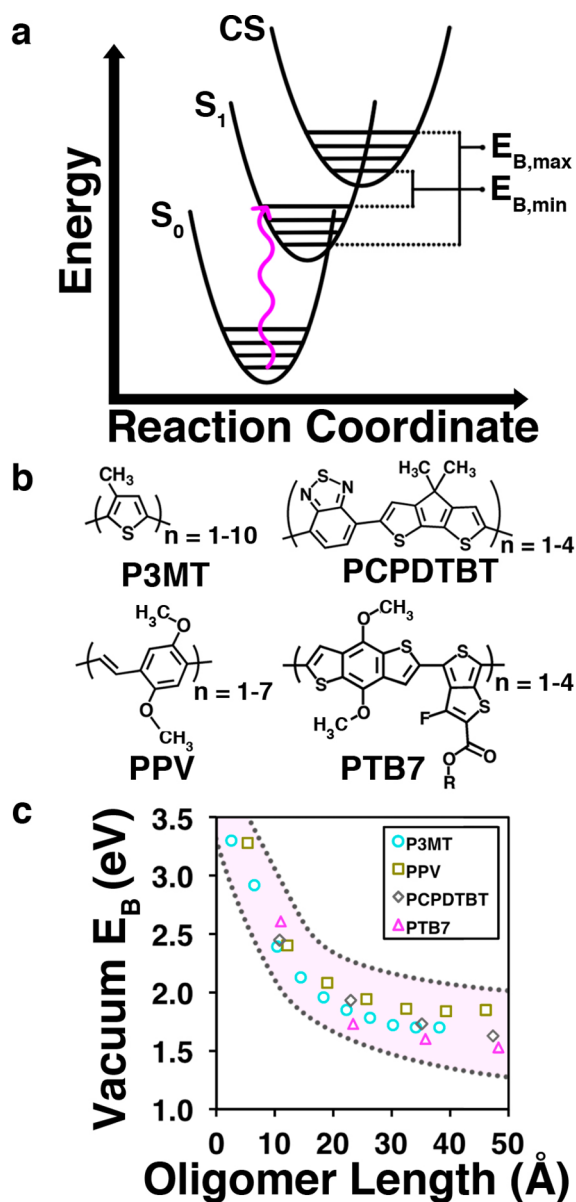 a
CS
S1
S0
EB,max
EB,min
Energy
Reaction Coordinate
b
CH3
S
n = 1-10
P3MT
S
N N
H3C CH3
S S
n = 1-4
PCPDTBT
H3C
O
O
CH3
n = 1-7
PPV
O CH3
S
S
H3C O
S
S
F
O
O
R
n = 1-4
PTB7
c
Vacuum EB (eV)
3.5
3.0
2.5
2.0
1.5
1.0
P3MT
PPV
PCPDTBT
PTB7
0 10 20 30 40 50
Oligomer Length (Å)